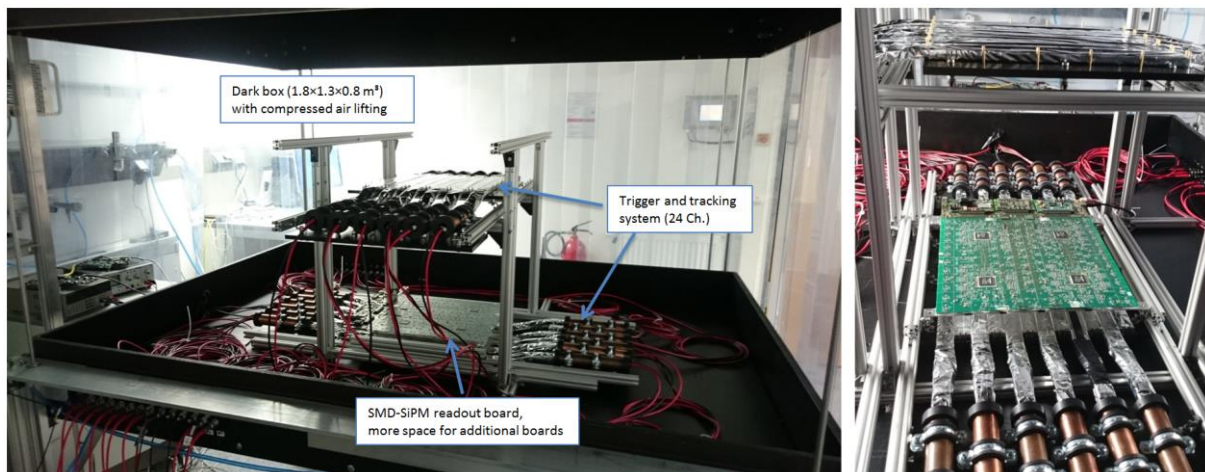 Dark box (1.8×1.3×0.8 m³)
with compressed air lifting
Trigger and tracking
system (24 Ch.)
SMD-SiPM readout board,
more space for additional boards